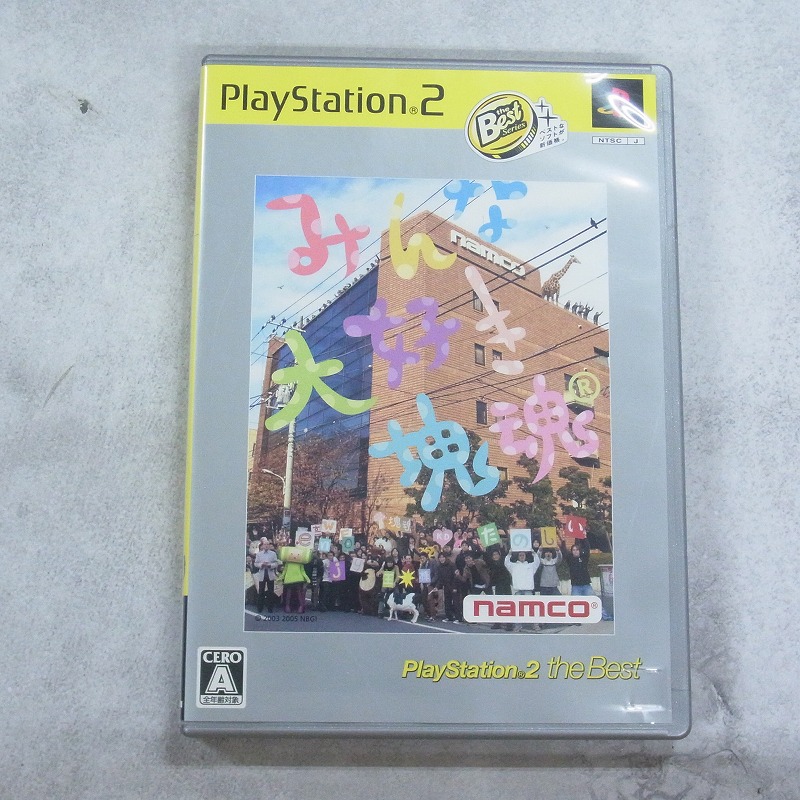 PlayStation®2
the Best Series
ベストな
ソフトが
新価格。
NTSC J
みんな
namco
大好き
塊魂®
たのしい
namco®
© 2003 2005 NBGI
PlayStation®2 the Best
CERO
A
全年齢対象